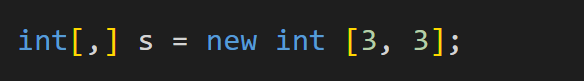 int[,] s = new int [3, 3];